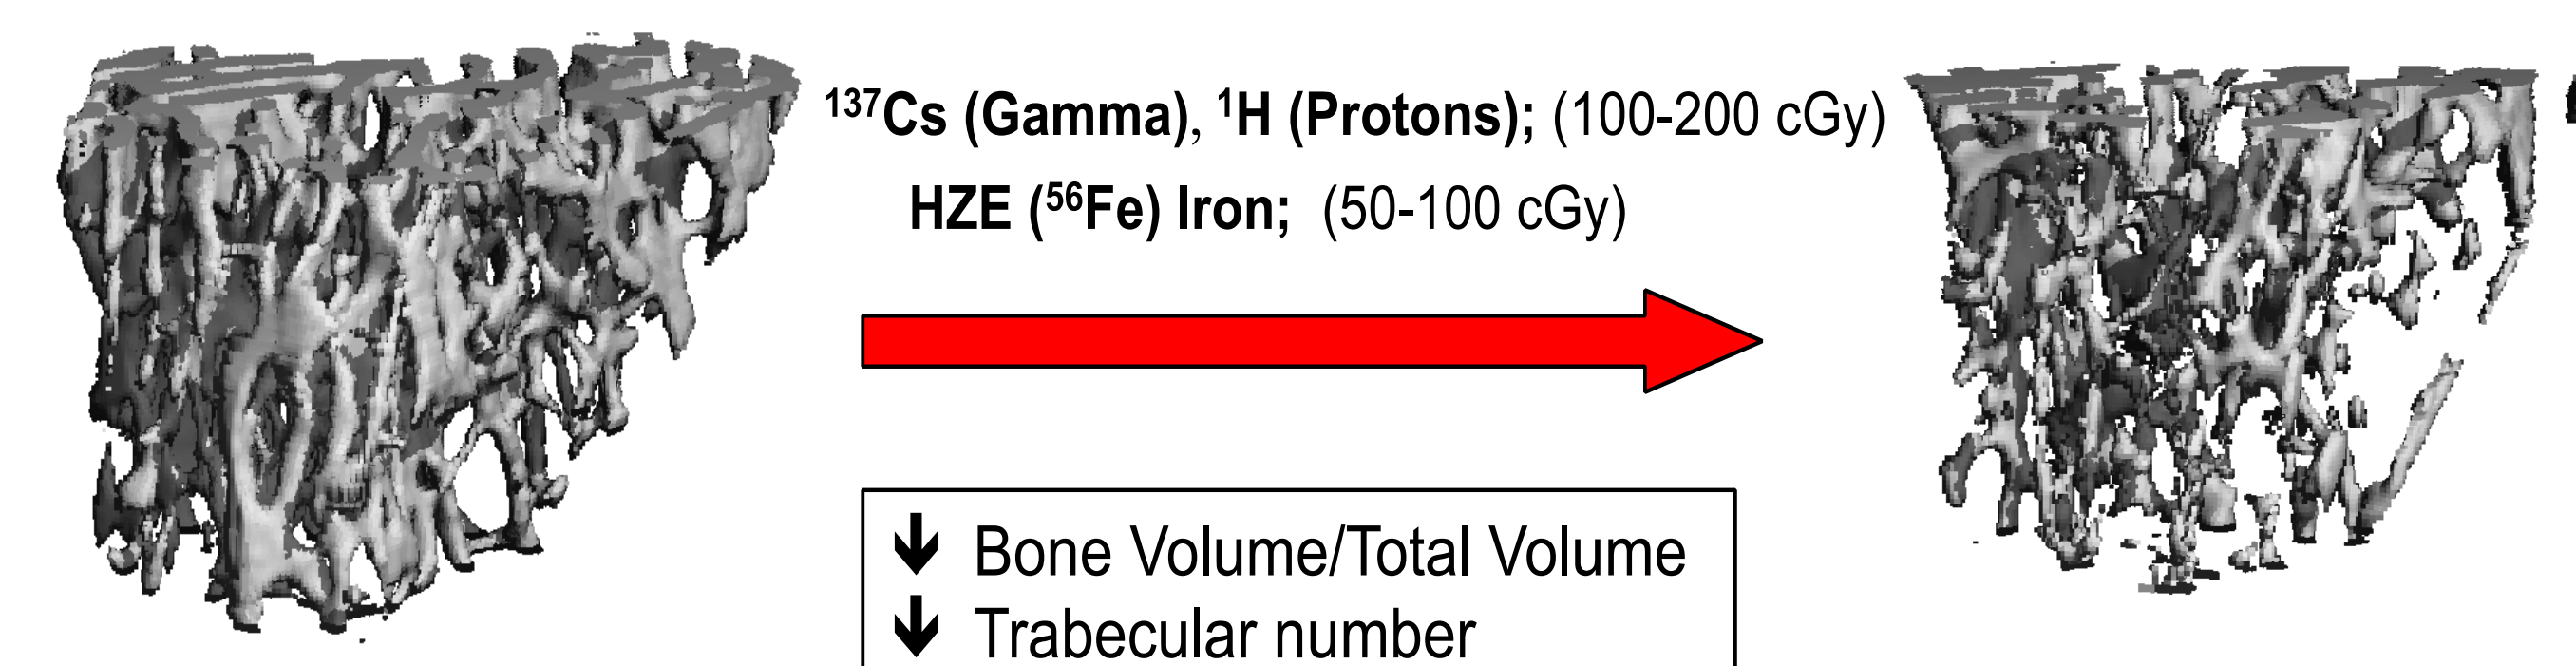 ¹³⁷Cs (Gamma), ¹H (Protons); (100-200 cGy)
HZE (⁵⁶Fe) Iron; (50-100 cGy)
🡫 Bone Volume/Total Volume
🡫 Trabecular number